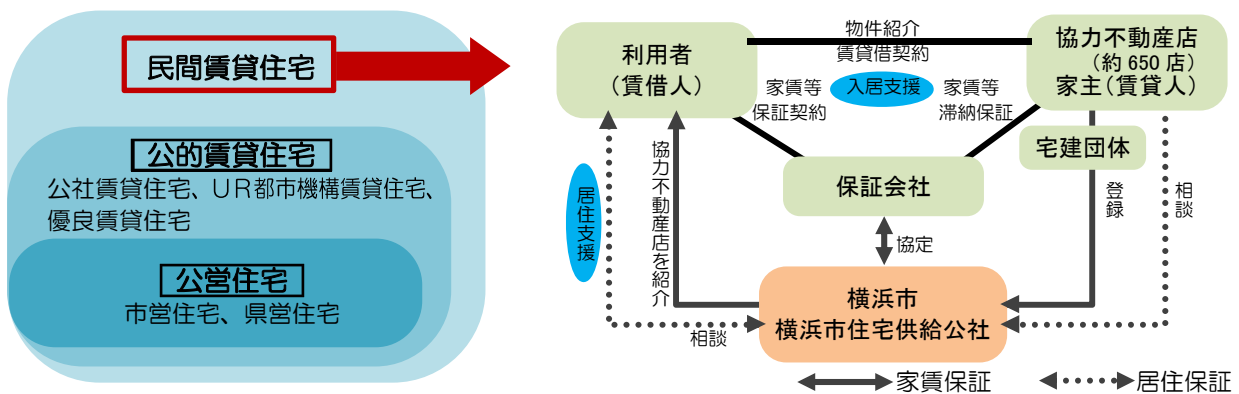 民間賃貸住宅
公的賃貸住宅
公社賃貸住宅、UR都市機構賃貸住宅、
優良賃貸住宅
公営住宅
市営住宅、県営住宅
利用者
(賃借人)
物件紹介
賃貸借契約
協力不動産店
(約650店)
家主(賃貸人)
家賃等
保証契約
入居支援
家賃等
滞納保証
宅建団体
保証会社
居住支援
協力不動産店を紹介
協定
登録
相談
横浜市
横浜市住宅供給公社
相談
家賃保証
居住保証